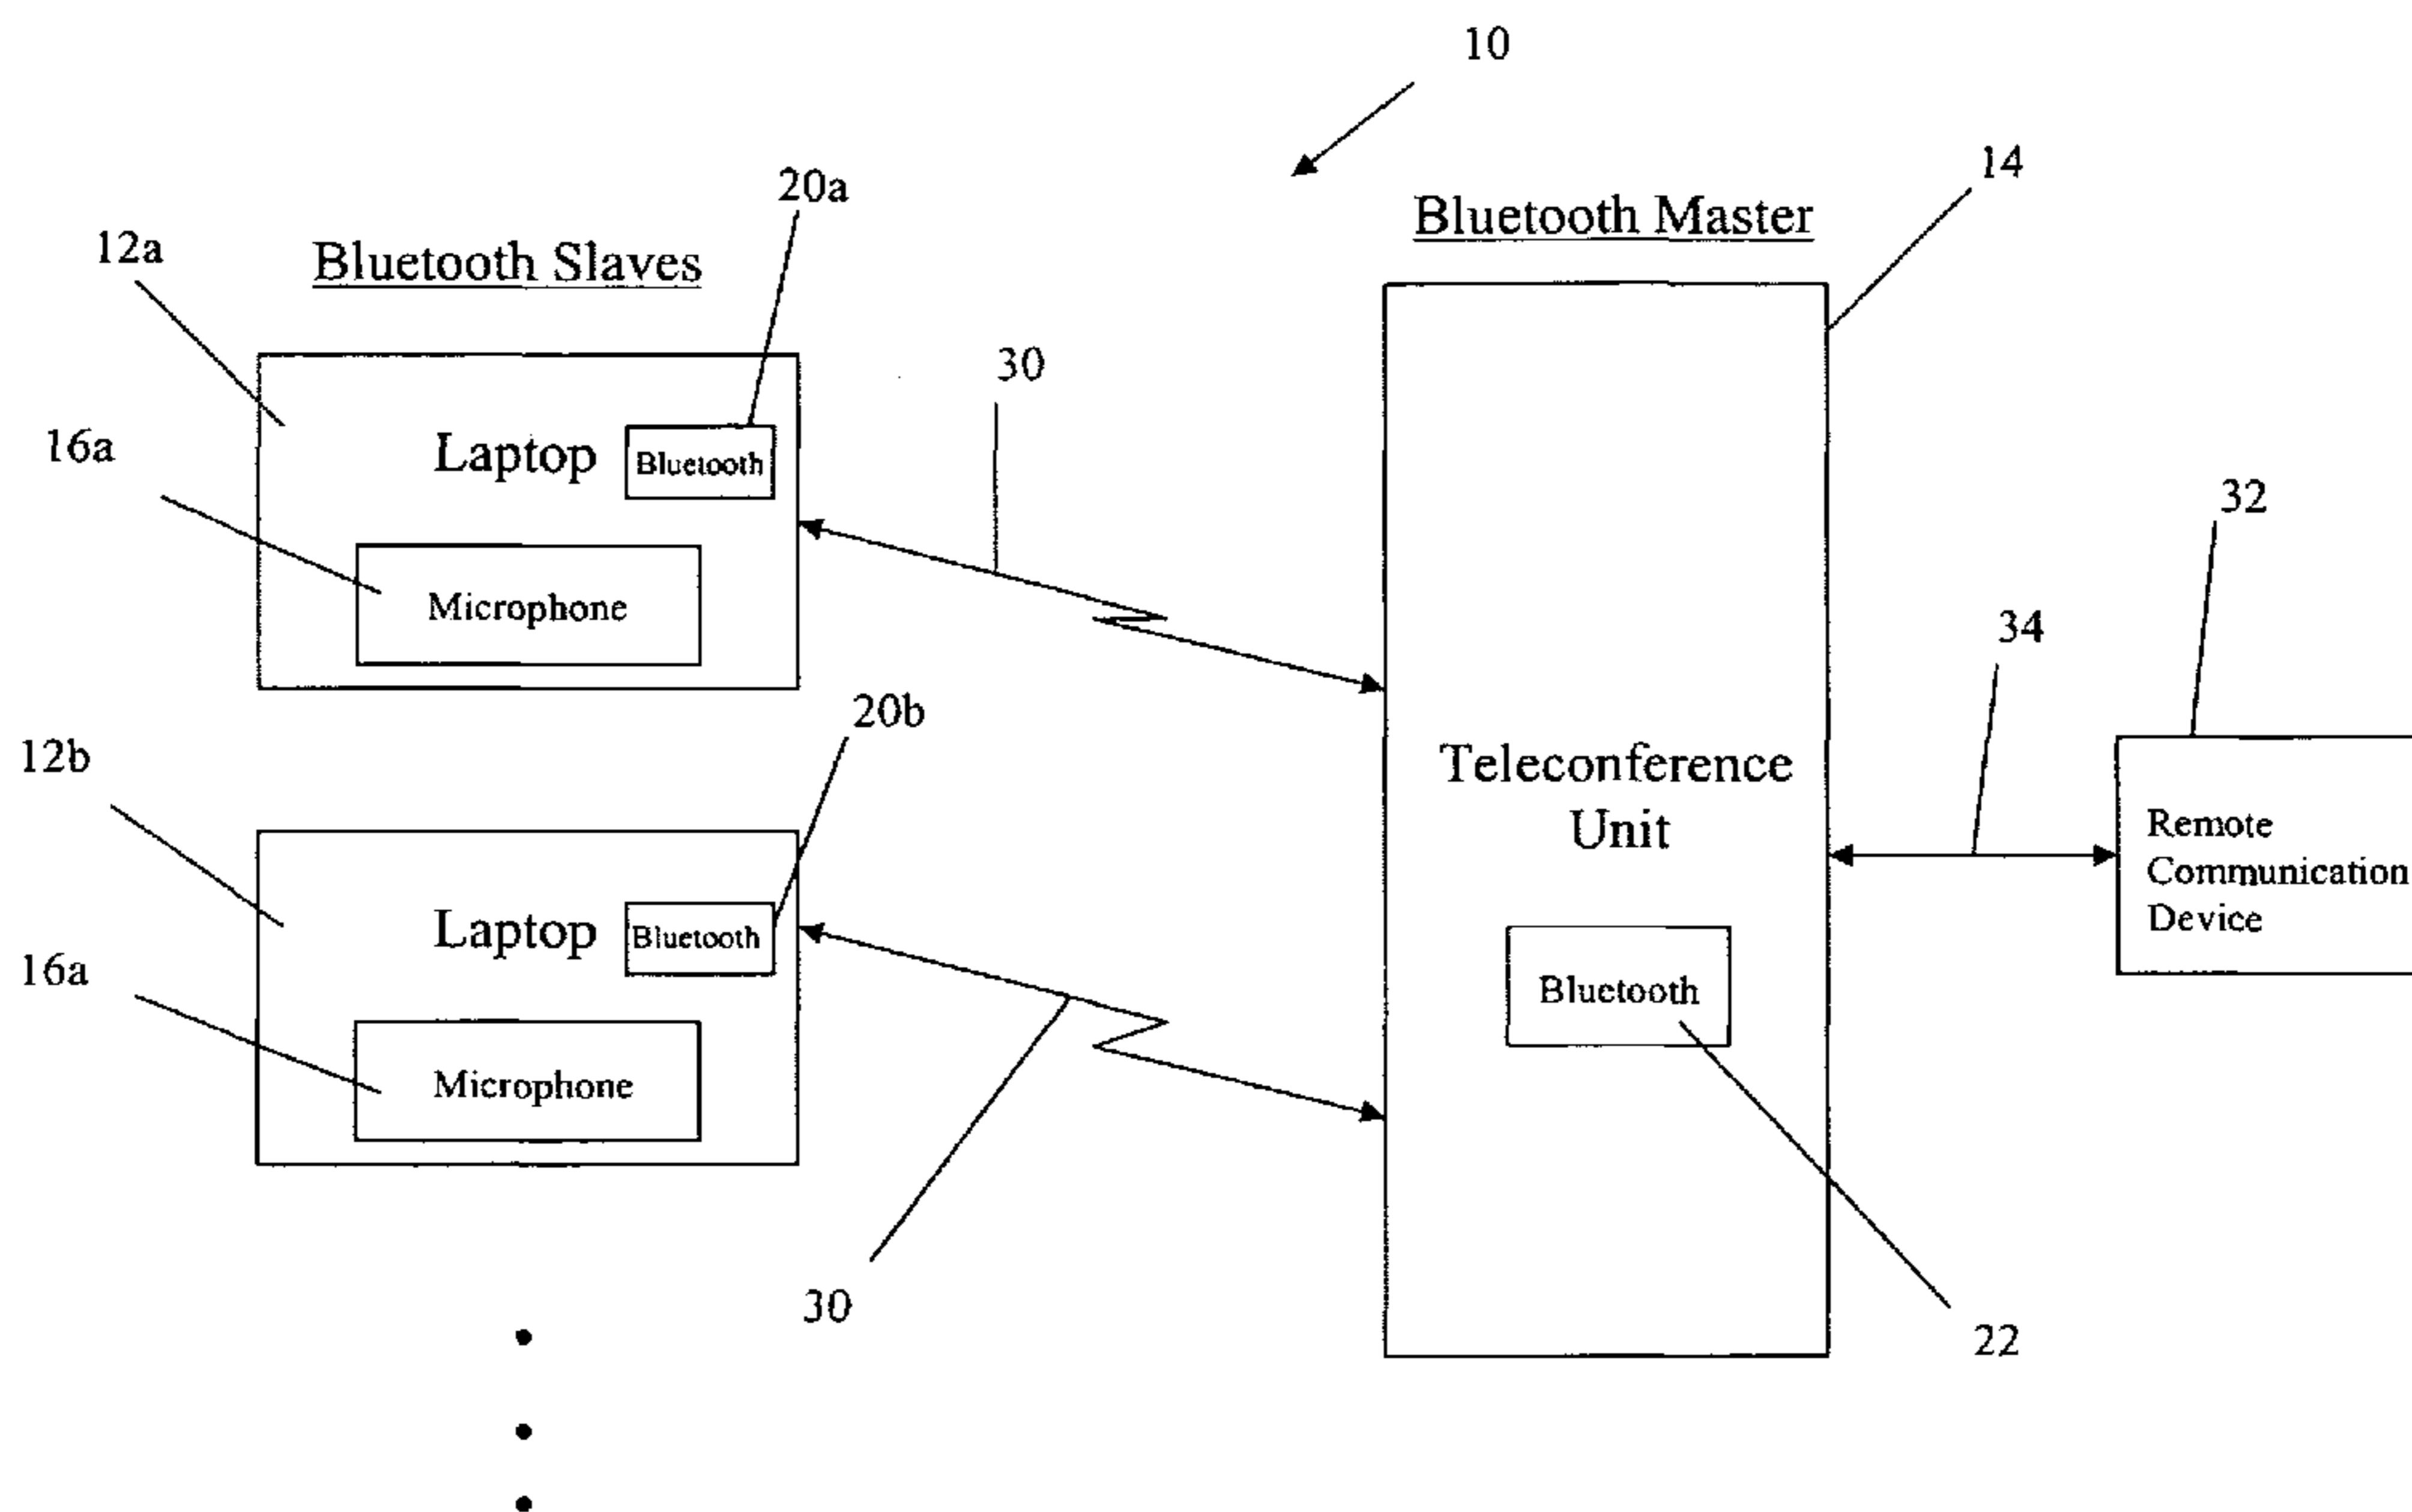 10
14
20a
Bluetooth Master
12a
Bluetooth Slaves
30
16a
Laptop
Bluetooth
32
Microphone
34
20b
12b
Teleconference
Unit
Remote
Communication
Device
Laptop
Bluetooth
16a
Bluetooth
Microphone
30
22